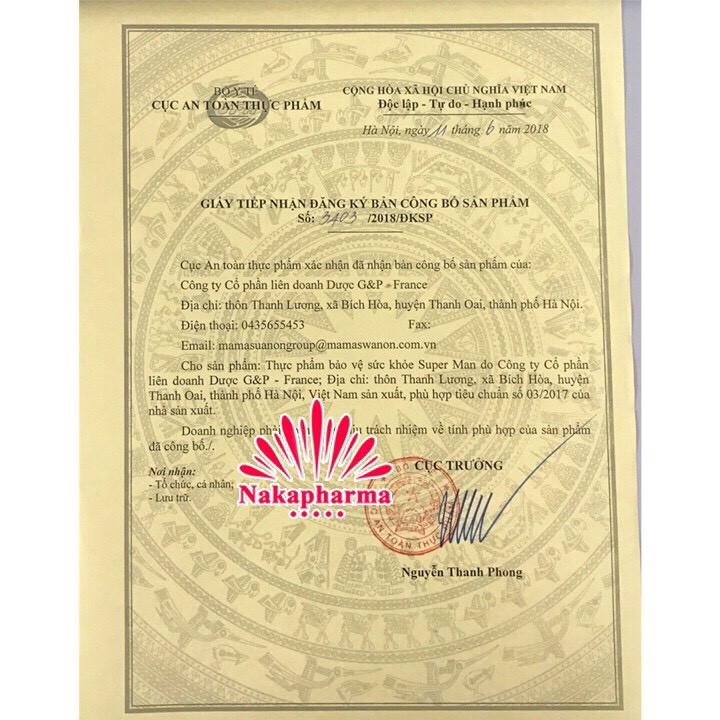 BỘ Y TẾ
CỤC AN TOÀN THỰC PHẨM
CỘNG HÒA XÃ HỘI CHỦ NGHĨA VIỆT NAM
Độc lập - Tự do - Hạnh phúc
Hà Nội, ngày 11 tháng 6 năm 2018
GIẤY TIẾP NHẬN ĐĂNG KÝ BẢN CÔNG BỐ SẢN PHẨM
Số: 3403 /2018/ĐKSP
Cục An toàn thực phẩm xác nhận đã nhận bản công bố sản phẩm của:
Công ty Cổ phần liên doanh Dược G&P - France
Địa chỉ: thôn Thanh Lương, xã Bích Hòa, huyện Thanh Oai, thành phố Hà Nội.
Điện thoại: 0435655453 Fax:
Email: mamasuanongroup@mamaswanon.com.vn
Cho sản phẩm: Thực phẩm bảo vệ sức khỏe Super Man do Công ty Cổ phần
liên doanh Dược G&P - France; Địa chỉ: thôn Thanh Lương, xã Bích Hòa, huyện
Thanh Oai, thành phố Hà Nội, Việt Nam sản xuất, phù hợp tiêu chuẩn số 03/2017 của
nhà sản xuất.
Doanh nghiệp trách nhiệm về tính phù hợp của sản phẩm
đã công bố./.
Nơi nhận:
- Tổ chức, cá nhân;
- Lưu trữ.
CỤC TRƯỞNG
Nakapharma
AN TOÀN THỰC
Nguyễn Thanh Phong